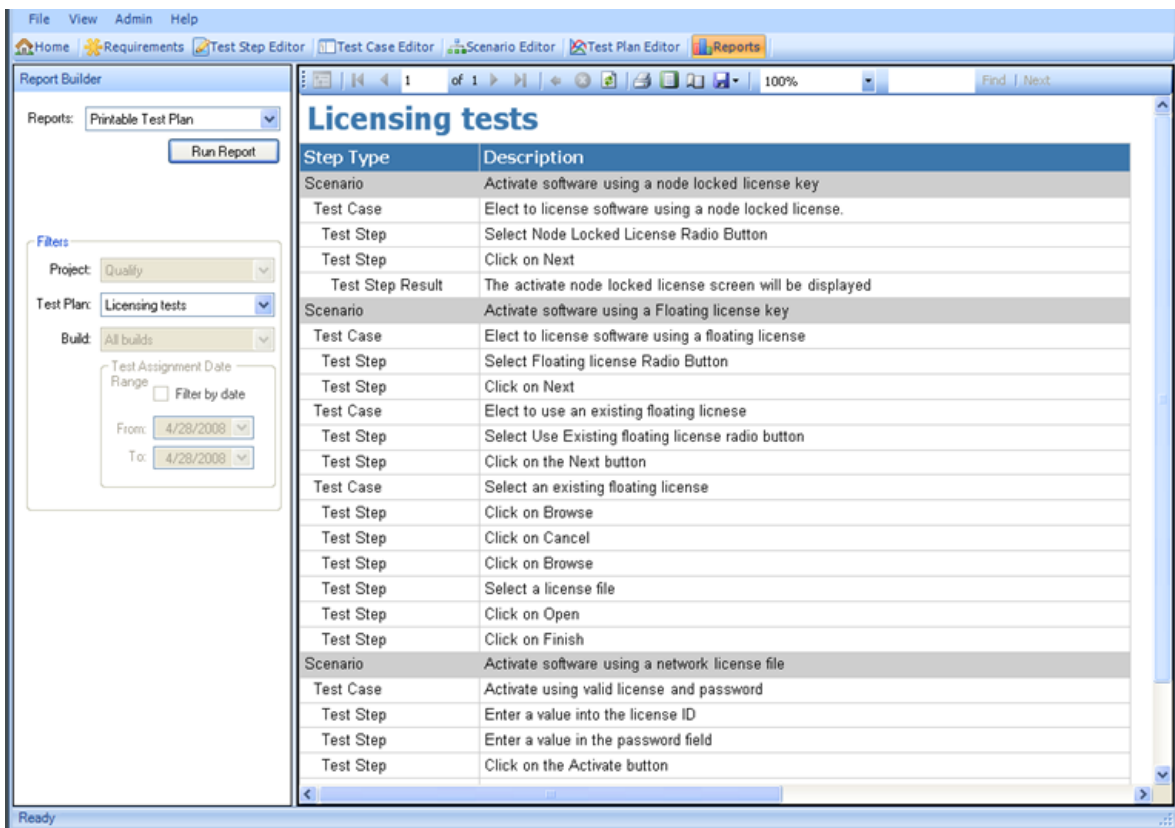 File View Admin Help
Home Requirements Test Step Editor Test Case Editor Scenario Editor Test Plan Editor Reports
Report Builder
Reports: Printable Test Plan
Run Report
Filters
Project: Qualify
Test Plan: Licensing tests
Build: All builds
Test Assignment Date
Range
Filter by date
From: 4/28/2008
To: 4/28/2008
1 of 1 100% Find | Next
Licensing tests
Step Type Description
Scenario Activate software using a node locked license key
Test Case Elect to license software using a node locked license.
Test Step Select Node Locked License Radio Button
Test Step Click on Next
Test Step Result The activate node locked license screen will be displayed
Scenario Activate software using a Floating license key
Test Case Elect to license software using a floating license
Test Step Select Floating license Radio Button
Test Step Click on Next
Test Case Elect to use an existing floating licnese
Test Step Select Use Existing floating license radio button
Test Step Click on the Next button
Test Case Select an existing floating license
Test Step Click on Browse
Test Step Click on Cancel
Test Step Click on Browse
Test Step Select a license file
Test Step Click on Open
Test Step Click on Finish
Scenario Activate software using a network license file
Test Case Activate using valid license and password
Test Step Enter a value into the license ID
Test Step Enter a value in the password field
Test Step Click on the Activate button
Ready